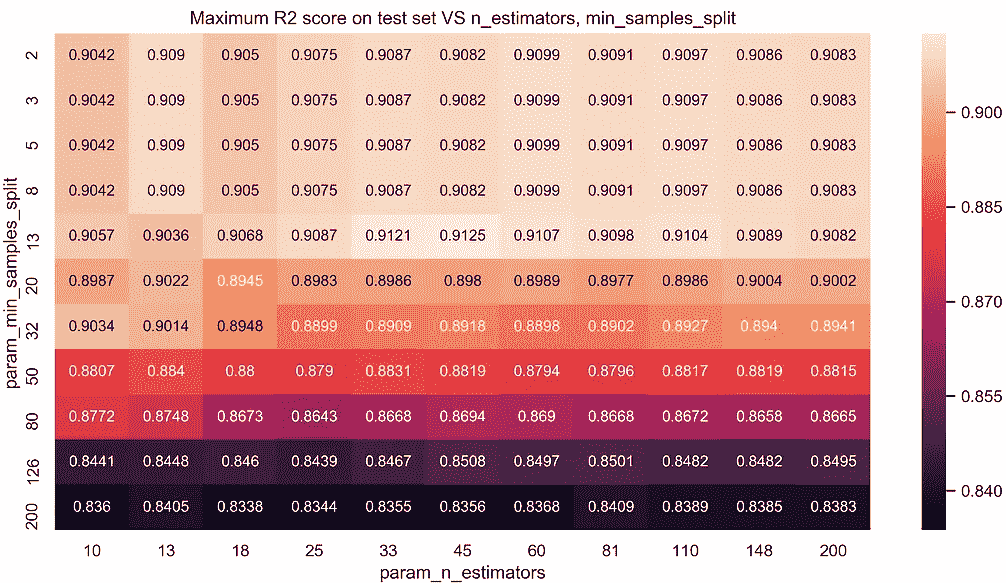 Maximum R2 score on test set VS n_estimators, min_samples_split
2 0.9042 0.909 0.905 0.9075 0.9087 0.9082 0.9099 0.9091 0.9097 0.9086 0.9083
3 0.9042 0.909 0.905 0.9075 0.9087 0.9082 0.9099 0.9091 0.9097 0.9086 0.9083
5 0.9042 0.909 0.905 0.9075 0.9087 0.9082 0.9099 0.9091 0.9097 0.9086 0.9083
8 0.9042 0.909 0.905 0.9075 0.9087 0.9082 0.9099 0.9091 0.9097 0.9086 0.9083
13 0.9057 0.9036 0.9068 0.9087 0.9121 0.9125 0.9107 0.9098 0.9104 0.9089 0.9082
20 0.8987 0.9022 0.8945 0.8983 0.8986 0.898 0.8989 0.8977 0.8986 0.9004 0.9002
32 0.9034 0.9014 0.8948 0.8899 0.8909 0.8918 0.8898 0.8902 0.8927 0.894 0.8941
50 0.8807 0.884 0.88 0.879 0.8831 0.8819 0.8794 0.8796 0.8817 0.8819 0.8815
80 0.8772 0.8748 0.8673 0.8643 0.8668 0.8694 0.869 0.8668 0.8672 0.8658 0.8665
126 0.8441 0.8448 0.846 0.8439 0.8467 0.8508 0.8497 0.8501 0.8482 0.8482 0.8495
200 0.836 0.8405 0.8338 0.8344 0.8355 0.8356 0.8368 0.8409 0.8389 0.8385 0.8383
10 13 18 25 33 45 60 81 110 148 200
param_n_estimators
param_min_samples_split
0.900
0.885
0.870
0.855
0.840